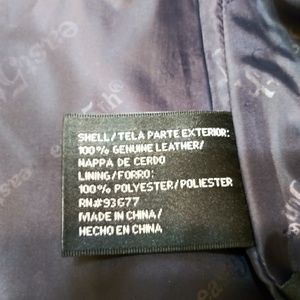 SHELL/TELA PARTE EXTERIOR:
100% GENUINE LEATHER/
NAPPA DE CERDO
LINING/FORRO:
100% POLYESTER/POLIESTER
RN#93677
MADE IN CHINA/
HECHO EN CHINA